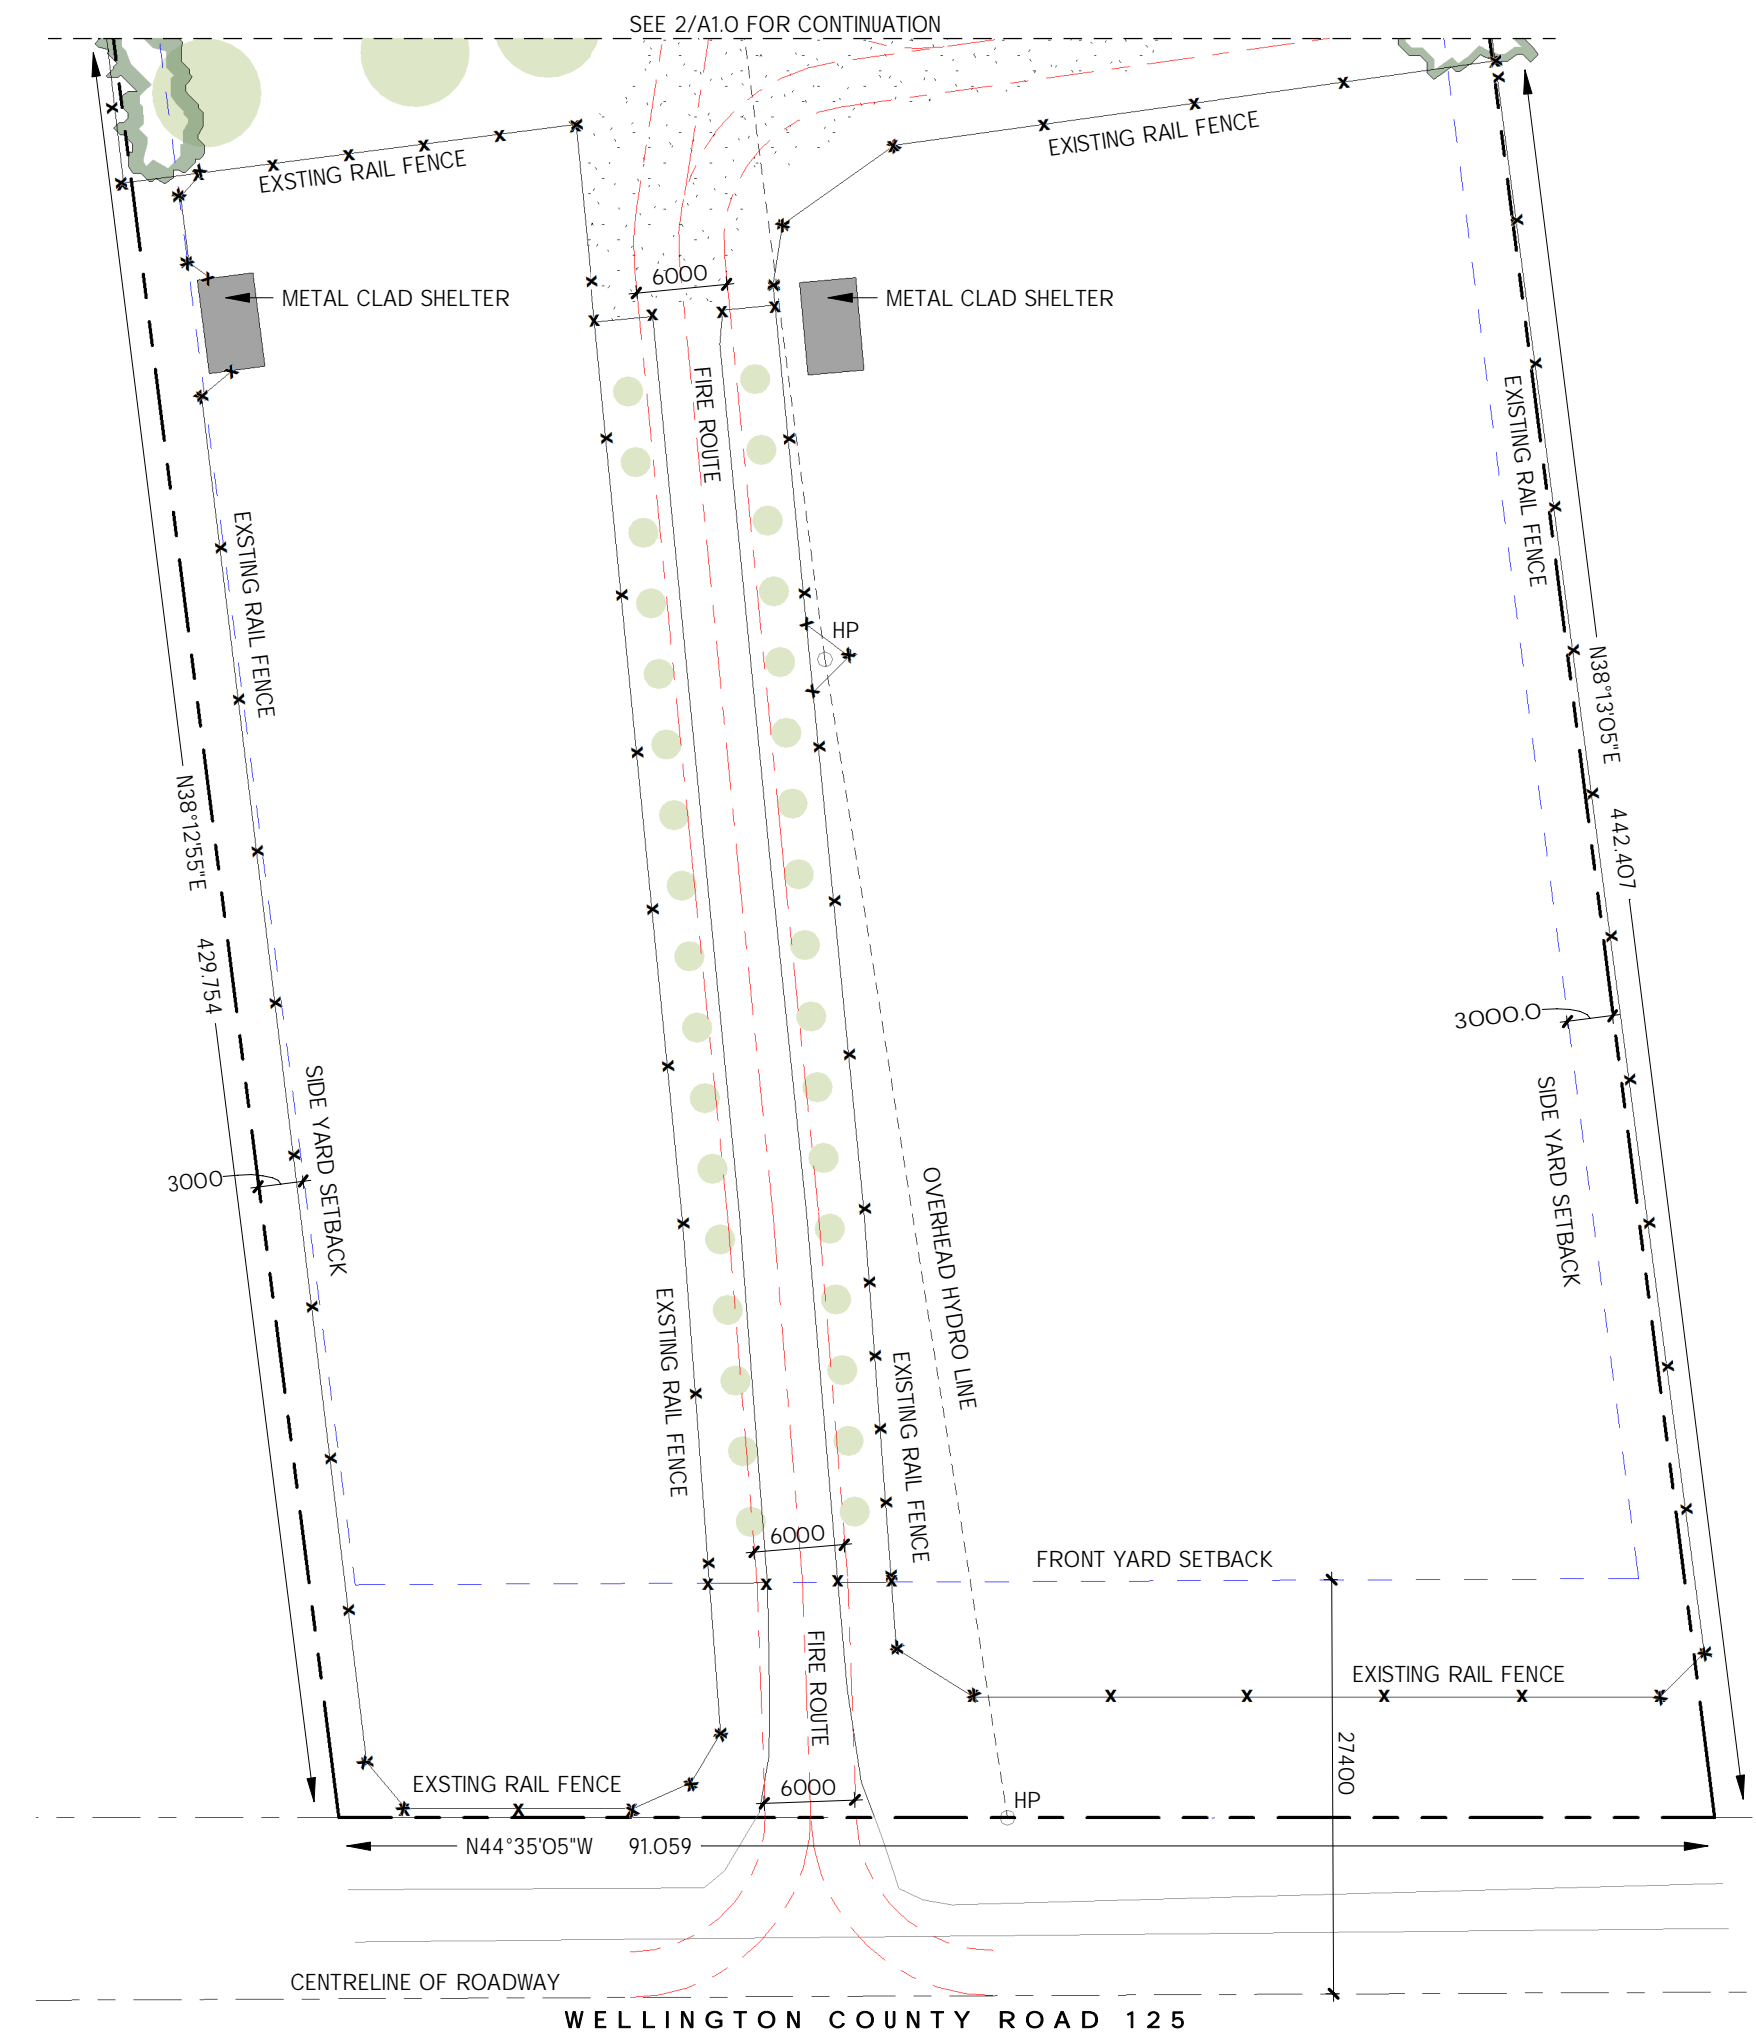 SEE 2/A1.0 FOR CONTINUATION
EXSTING RAIL FENCE
EXISTING RAIL FENCE
6000
METAL CLAD SHELTER
METAL CLAD SHELTER
FIRE ROUTE
EXISTING RAIL FENCE
EXSTING RAIL FENCE
HP
N38°13'05"E
442.407
N38°12'55"E
429.754
3000.0
SIDE YARD SETBACK
SIDE YARD SETBACK
3000
OVERHEAD HYDRO LINE
EXSTING RAIL FENCE
EXISTING RAIL FENCE
6000
FRONT YARD SETBACK
FIRE ROUTE
EXISTING RAIL FENCE
27400
EXSTING RAIL FENCE
6000
HP
N44°35'05"W 91.059
CENTRELINE OF ROADWAY
WELLINGTON COUNTY ROAD 125